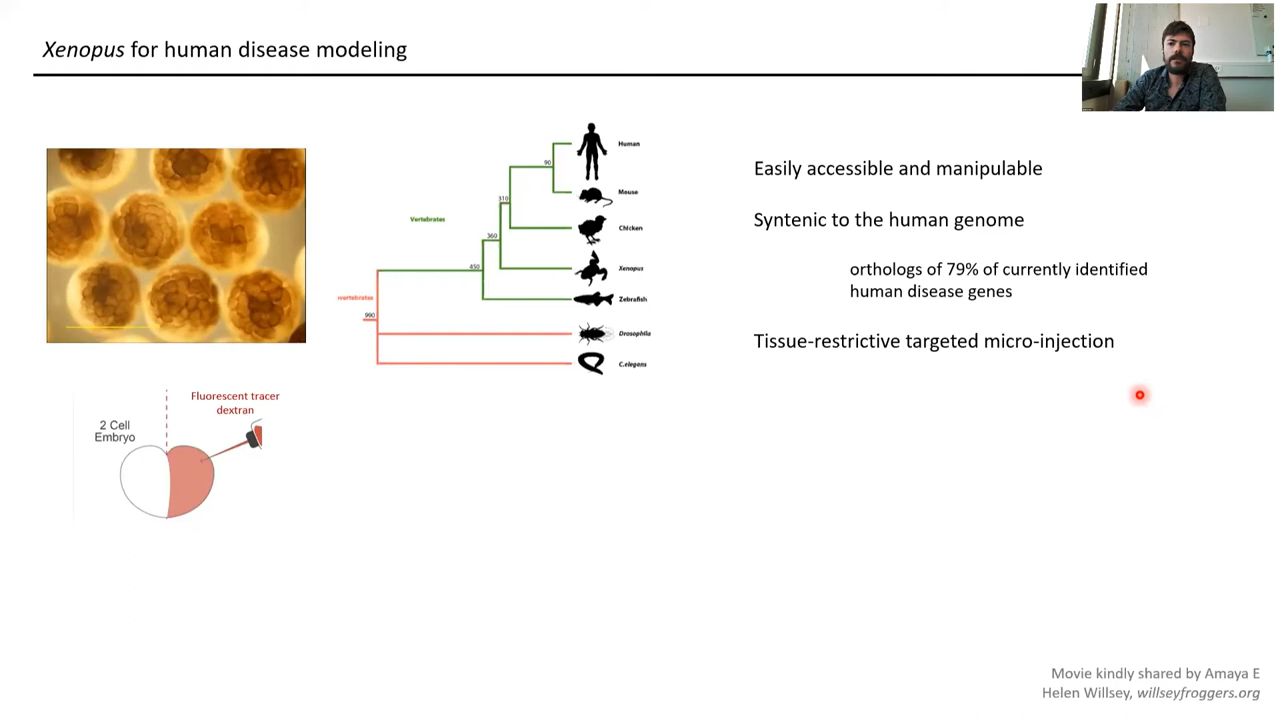 Xenopus for human disease modeling
Human
90
Mouse
310
Vertebrates
Chicken
360
450
Xenopus
vertebrates
Zebrafish
990
Drosophila
C.elegens
Easily accessible and manipulable
Syntenic to the human genome
orthologs of 79% of currently identified
human disease genes
Tissue-restrictive targeted micro-injection
Fluorescent tracer
dextran
2 Cell
Embryo
Movie kindly shared by Amaya E
Helen Willsey, willseyfroggers.org